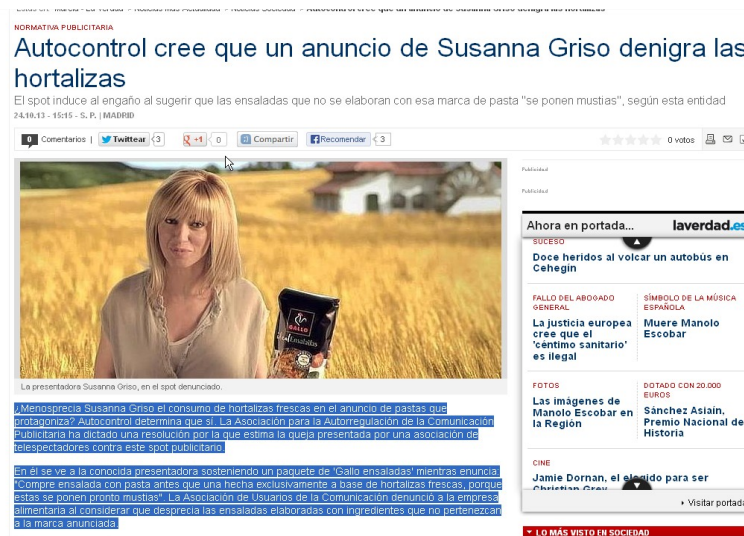 NORMATIVA PUBLICITARIA
Autocontrol cree que un anuncio de Susanna Griso denigra las
hortalizas
El spot induce al engaño al sugerir que las ensaladas que no se elaboran con esa marca de pasta "se ponen mustias", según esta entidad
24.10.13 - 15:15 - S. P. | MADRID
0 Comentarios | Twittear 3 +1 0 Compartir Recomendar 3
0 votos
Publicidad
Publicidad
GALLO
La presentadora Susanna Griso, en el spot denunciado.
¿Menosprecia Susanna Griso el consumo de hortalizas frescas en el anuncio de pastas que
protagoniza? Autocontrol determina que sí. La Asociación para la Autorregulación de la Comunicación
Publicitaria ha dictado una resolución por la que estima la queja presentada por una asociación de
telespectadores contra este spot publicitario.
En él se ve a la conocida presentadora sosteniendo un paquete de 'Gallo ensaladas' mientras enuncia:
"Compre ensalada con pasta antes que una hecha exclusivamente a base de hortalizas frescas, porque
estas se ponen pronto mustias". La Asociación de Usuarios de la Comunicación denunció a la empresa
alimentaria al considerar que desprecia las ensaladas elaboradas con ingredientes que no pertenezcan
a la marca anunciada.
Ahora en portada... laverdad.es
SUCESO
Doce heridos al volcar un autobús en
Cehegín
FALLO DEL ABOGADO
GENERAL
La justicia europea
cree que el
'céntimo sanitario'
es ilegal
SÍMBOLO DE LA MÚSICA
ESPAÑOLA
Muere Manolo
Escobar
FOTOS
Las imágenes de
Manolo Escobar en
la Región
DOTADO CON 20.000
EUROS
Sánchez Asiaín,
Premio Nacional de
Historia
CINE
Jamie Dornan, el elegido para ser
Christian Grey
Visitar portada
LO MÁS VISTO EN SOCIEDAD